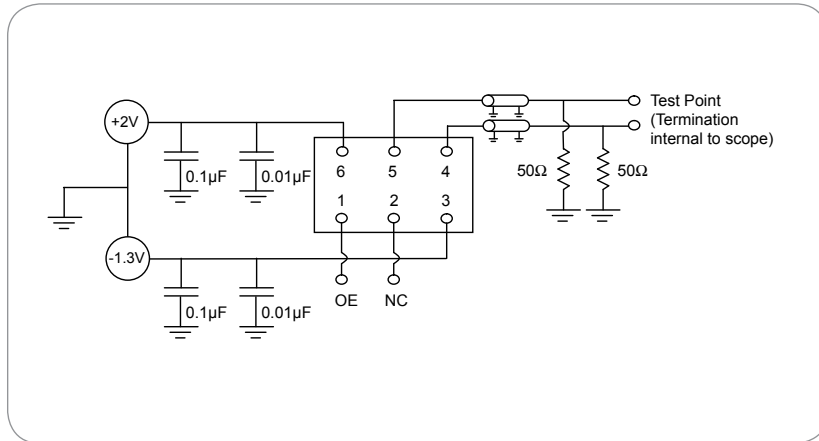 +2V
0.1µF
0.01µF
6
5
4
1
2
3
Test Point
(Termination
internal to scope)
50Ω
50Ω
-1.3V
0.1µF
0.01µF
OE
NC